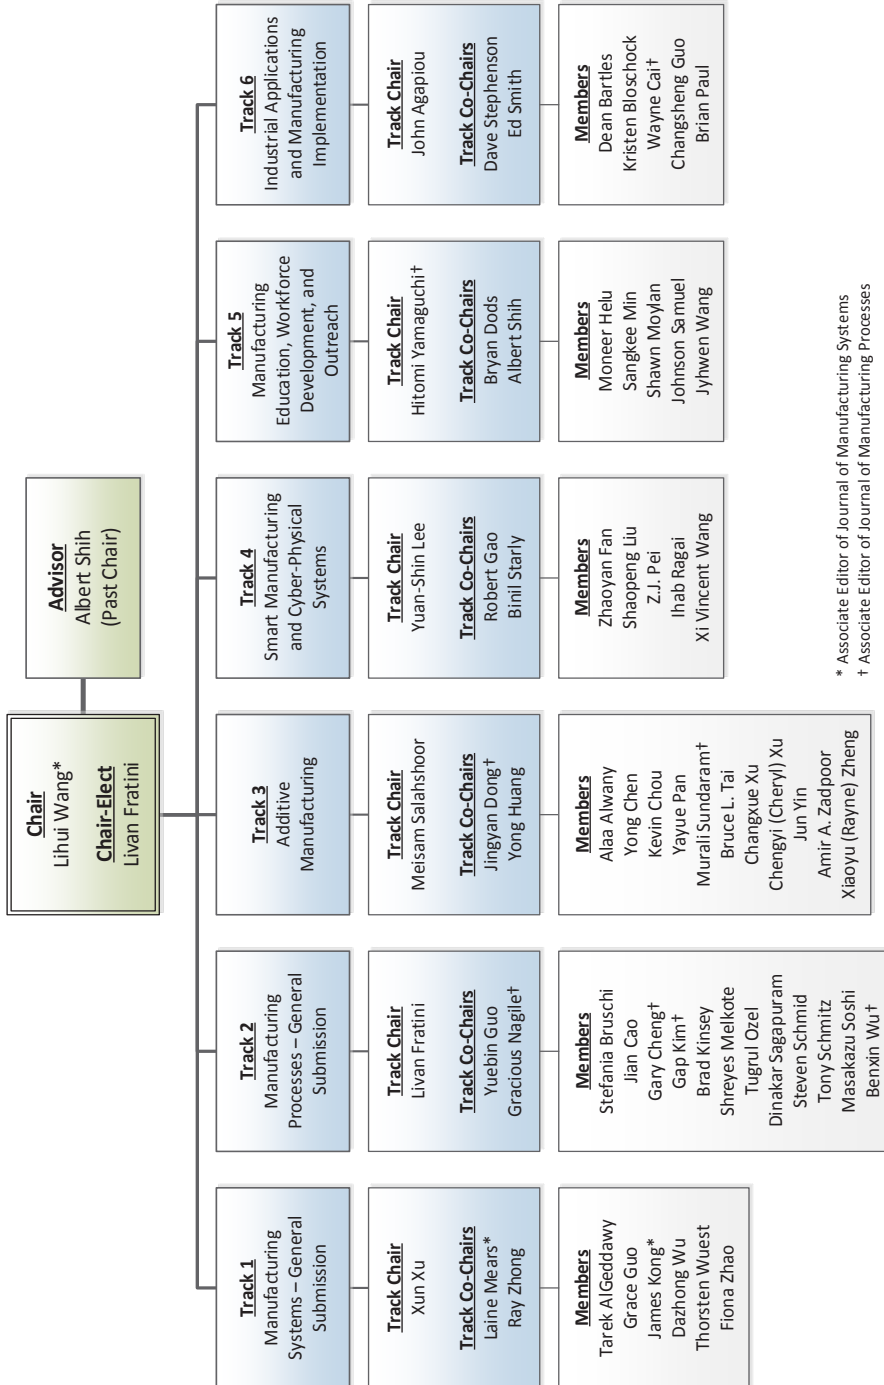 Chair
Lihui Wang*
Chair-Elect
Livan Fratini
Advisor
Albert Shih
(Past Chair)
Track 1
Manufacturing
Systems – General
Submission
Track Chair
Xun Xu
Track Co-Chairs
Laine Mears*
Ray Zhong
Members
Tarek AlGeddawy
Grace Guo
James Kong*
Dazhong Wu
Thorsten Wuest
Fiona Zhao
Track 2
Manufacturing
Processes – General
Submission
Track Chair
Livan Fratini
Track Co-Chairs
Yuebin Guo
Gracious Nagile†
Members
Stefania Bruschi
Jian Cao
Gary Cheng†
Gap Kim†
Brad Kinsey
Shreyes Melkote
Tugrul Ozel
Dinakar Sagapuram
Steven Schmid
Tony Schmitz
Masakazu Soshi
Benxin Wu†
Track 3
Additive
Manufacturing
Track Chair
Meisam Salahshoor
Track Co-Chairs
Jingyan Dong†
Yong Huang
Members
Alaa Alwany
Yong Chen
Kevin Chou
Yayue Pan
Murali Sundaram†
Bruce L. Tai
Changxue Xu
Chengyi (Cheryl) Xu
Jun Yin
Amir A. Zadpoor
Xiaoyu (Rayne) Zheng
Track 4
Smart Manufacturing
and Cyber-Physical
Systems
Track Chair
Yuan-Shin Lee
Track Co-Chairs
Robert Gao
Binil Starly
Members
Zhaoyan Fan
Shaopeng Liu
Z.J. Pei
Ihab Ragai
Xi Vincent Wang
Track 5
Manufacturing
Education, Workforce
Development, and
Outreach
Track Chair
Hitomi Yamaguchi†
Track Co-Chairs
Bryan Dods
Albert Shih
Members
Moneer Helu
Sangkee Min
Shawn Moylan
Johnson Samuel
Jyhwen Wang
Track 6
Industrial Applications
and Manufacturing
Implementation
Track Chair
John Agapiou
Track Co-Chairs
Dave Stephenson
Ed Smith
Members
Dean Bartles
Kristen Bloschock
Wayne Cai†
Changsheng Guo
Brian Paul
* Associate Editor of Journal of Manufacturing Systems
† Associate Editor of Journal of Manufacturing Processes